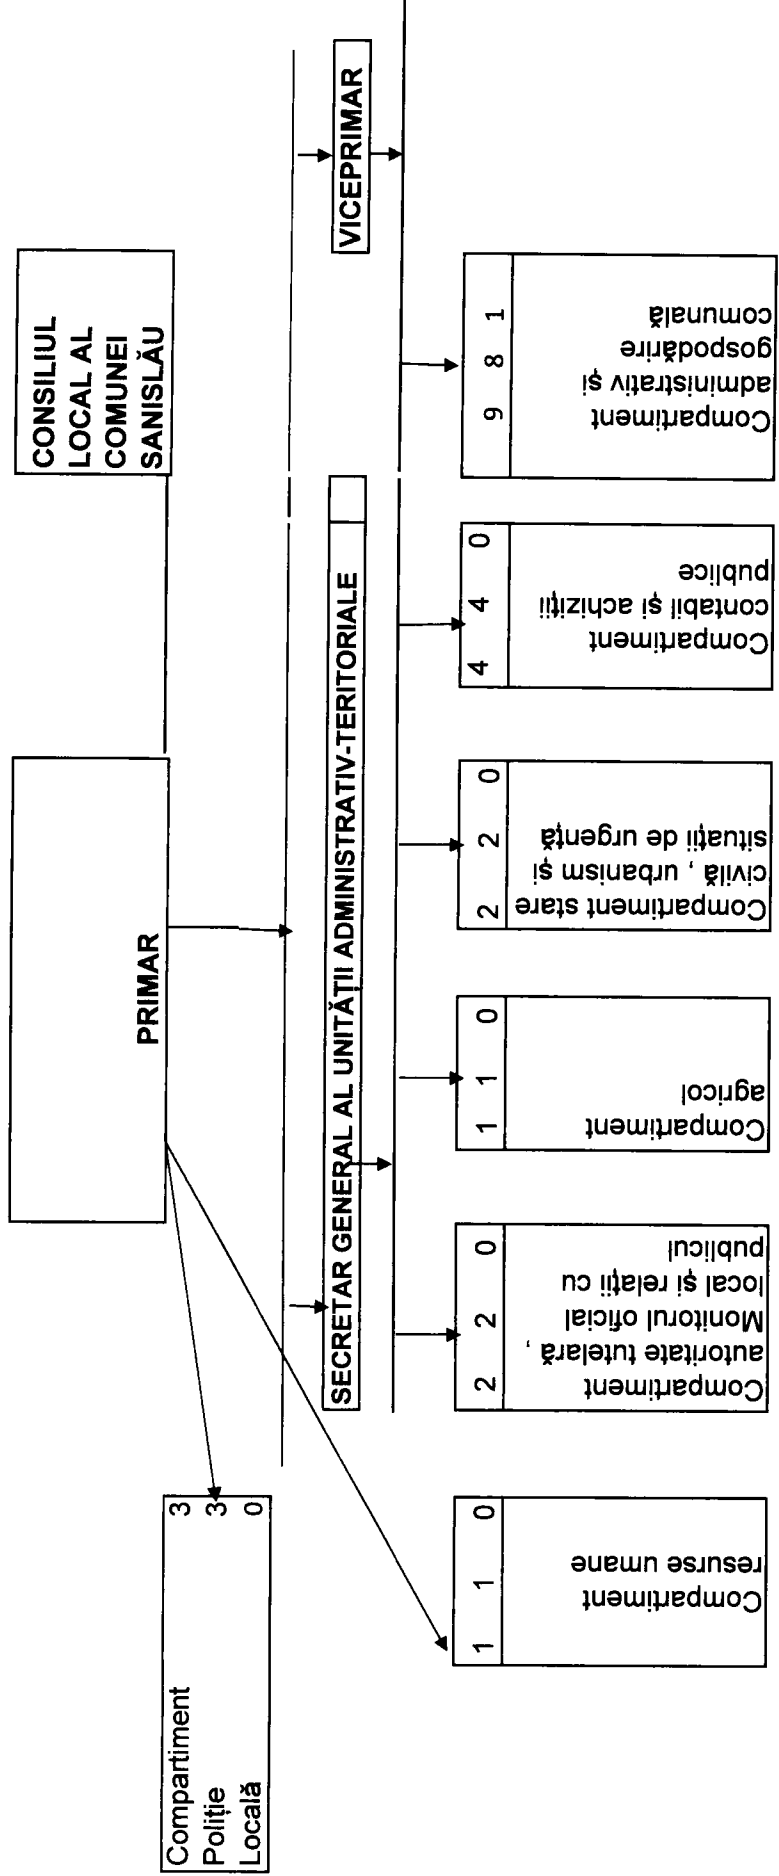 CONSILIUL
LOCAL AL
COMUNEI
SANISLĂU
PRIMAR
Compartiment 3
Poliție 3
Locală 0
VICEPRIMAR
SECRETAR GENERAL AL UNITĂȚII ADMINISTRATIV-TERITORIALE
1 1 0
Compartiment
resurse umane
2 2 0
Compartiment
autoritate tutelară ,
Monitorul oficial
local și relații cu
publicul
1 1 0
Compartiment
agricol
2 2 0
Compartiment stare
civilă , urbanism și
situații de urgență
4 4 0
Compartiment
contabil și achiziții
publice
9 8 1
Compartiment
administrativ și
gospodărire
comunală